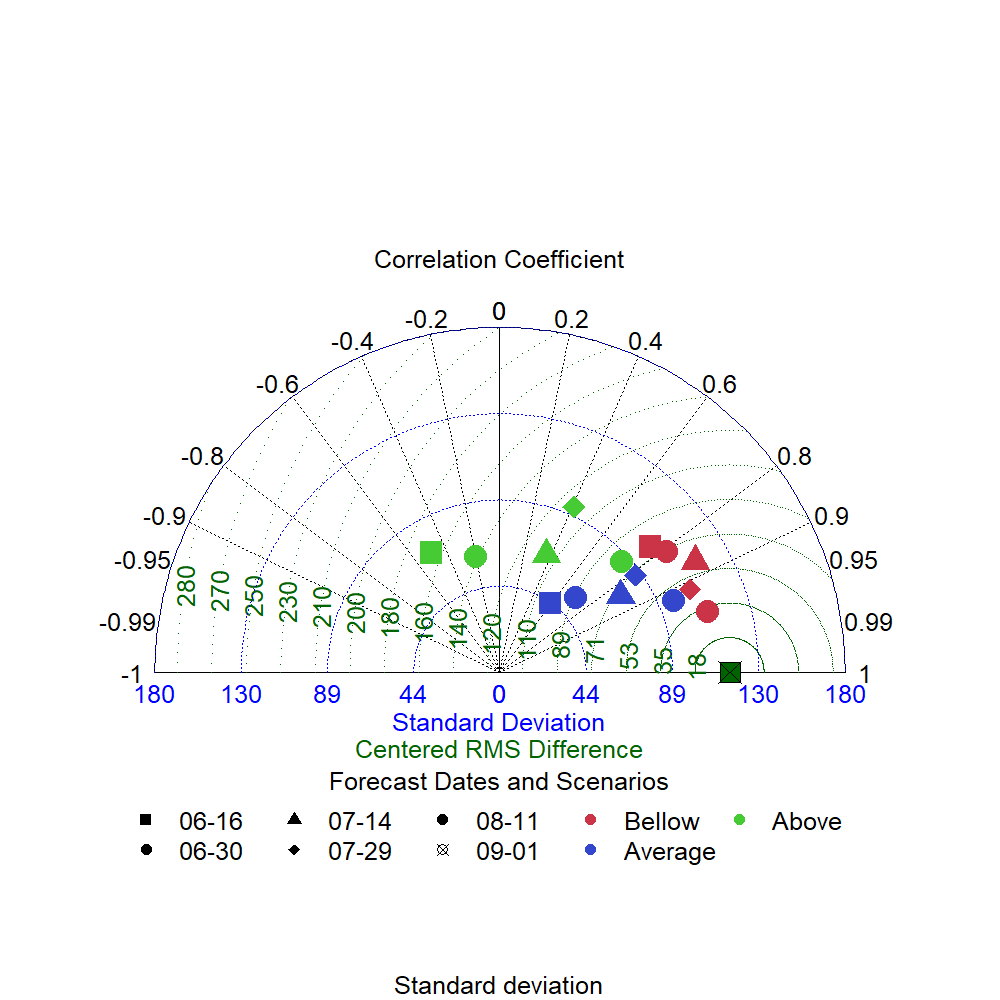 Correlation Coefficient
0
-0.2 0.2
-0.4 0.4
-0.6 0.6
-0.8 0.8
-0.9 0.9
-0.95 0.95
-0.99 0.99
280 270 250 230 210 200 180 160 140 120 110 89 71 53 35 18
-1 1
180 130 89 44 0 44 89 130 180
Standard Deviation
Centered RMS Difference
Forecast Dates and Scenarios
06-16 07-14 08-11 Bellow Above
06-30 07-29 09-01 Average
Standard deviation